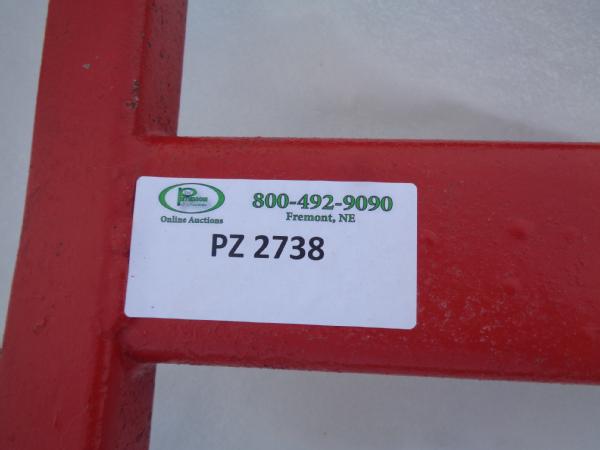 800-492-9090
Fremont, NE
Online Auctions
PZ 2738